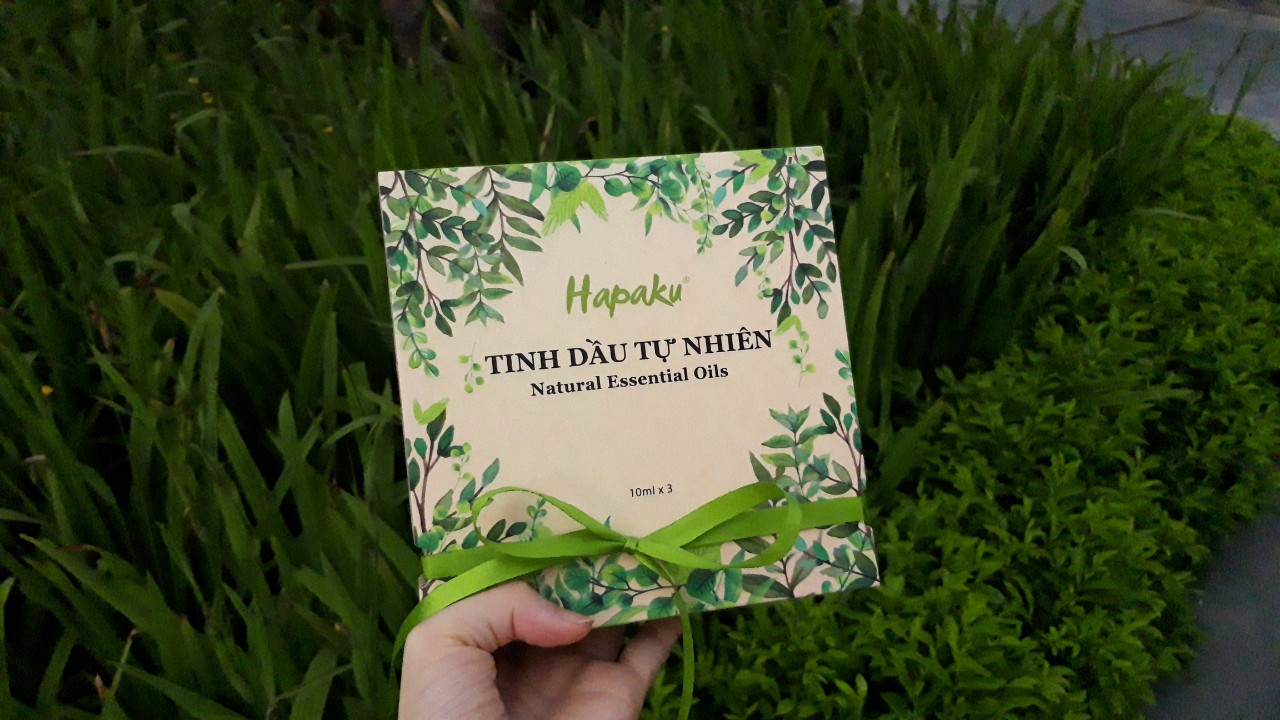 Hapaku®
TINH DẦU TỰ NHIÊN
Natural Essential Oils
10ml x 3